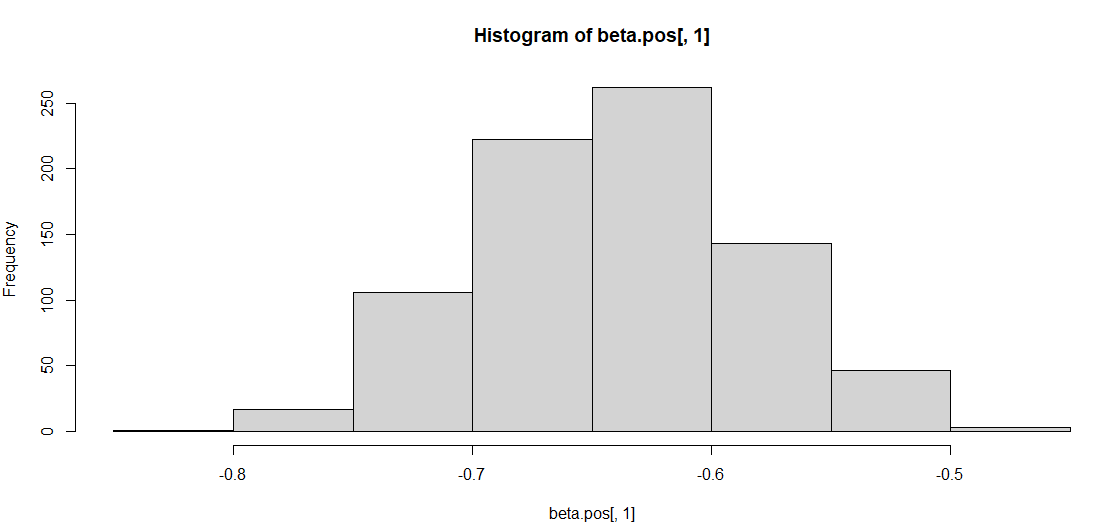 Histogram of beta.pos[, 1]
Frequency
250
200
150
100
50
0
-0.8 -0.7 -0.6 -0.5
beta.pos[, 1]